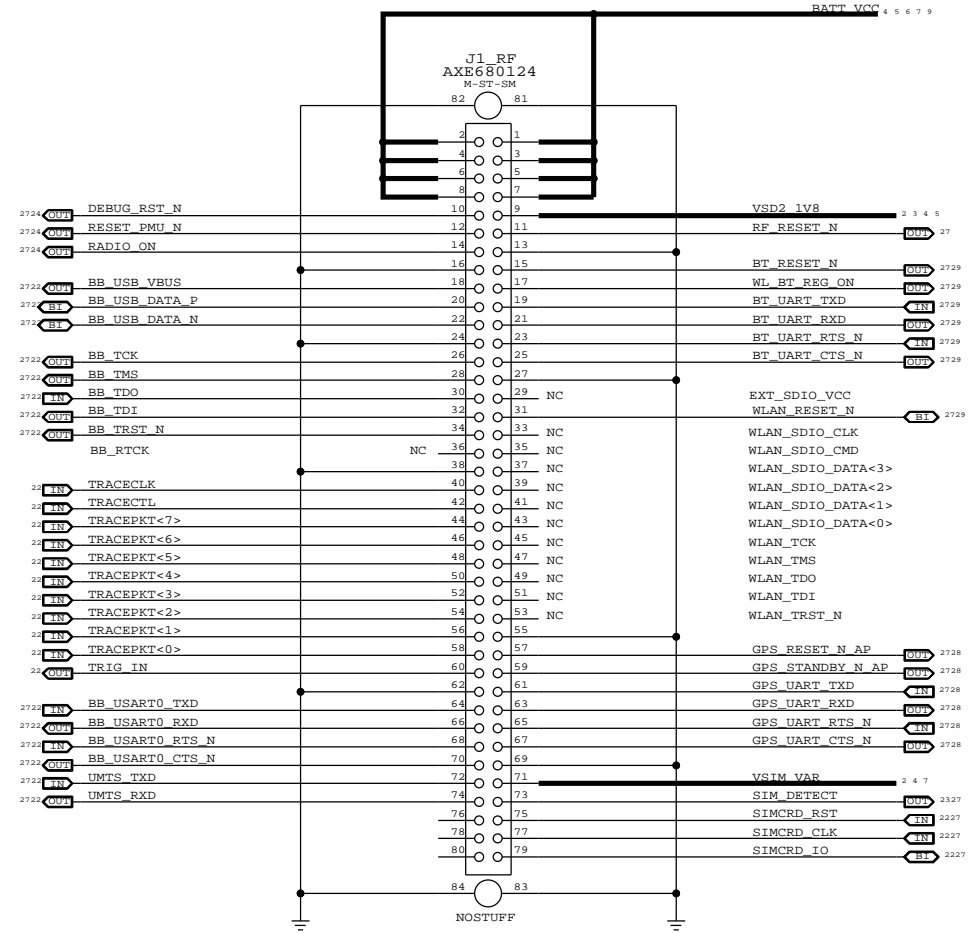 BATT_VCC 4 5 6 7 9
J1_RF
AXE680124
M-ST-SM
82 81
2 1
4 3
6 5
8 7
2724 OUT DEBUG_RST_N 10 9 VSD2_1V8 2 3 4 5
2724 OUT RESET_PMU_N 12 11 RF_RESET_N OUT 27
2724 OUT RADIO_ON 14 13
16 15 BT_RESET_N OUT 2729
2722 OUT BB_USB_VBUS 18 17 WL_BT_REG_ON OUT 2729
2722 BI BB_USB_DATA_P 20 19 BT_UART_TXD IN 2729
2722 BI BB_USB_DATA_N 22 21 BT_UART_RXD OUT 2729
24 23 BT_UART_RTS_N IN 2729
2722 OUT BB_TCK 26 25 BT_UART_CTS_N OUT 2729
2722 OUT BB_TMS 28 27
2722 IN BB_TDO 30 29 NC EXT_SDIO_VCC
2722 OUT BB_TDI 32 31 WLAN_RESET_N BI 2729
2722 OUT BB_TRST_N 34 33 NC WLAN_SDIO_CLK
BB_RTCK NC 36 35 NC WLAN_SDIO_CMD
38 37 NC WLAN_SDIO_DATA<3>
22 IN TRACECLK 40 39 NC WLAN_SDIO_DATA<2>
22 IN TRACECTL 42 41 NC WLAN_SDIO_DATA<1>
22 IN TRACEPKT<7> 44 43 NC WLAN_SDIO_DATA<0>
22 IN TRACEPKT<6> 46 45 NC WLAN_TCK
22 IN TRACEPKT<5> 48 47 NC WLAN_TMS
22 IN TRACEPKT<4> 50 49 NC WLAN_TDO
22 IN TRACEPKT<3> 52 51 NC WLAN_TDI
22 IN TRACEPKT<2> 54 53 NC WLAN_TRST_N
22 IN TRACEPKT<1> 56 55
22 IN TRACEPKT<0> 58 57 GPS_RESET_N_AP OUT 2728
22 OUT TRIG_IN 60 59 GPS_STANDBY_N_AP OUT 2728
62 61 GPS_UART_TXD IN 2728
2722 IN BB_USART0_TXD 64 63 GPS_UART_RXD OUT 2728
2722 OUT BB_USART0_RXD 66 65 GPS_UART_RTS_N IN 2728
2722 IN BB_USART0_RTS_N 68 67 GPS_UART_CTS_N OUT 2728
2722 OUT BB_USART0_CTS_N 70 69
2722 IN UMTS_TXD 72 71 VSIM_VAR 2 4 7
2722 OUT UMTS_RXD 74 73 SIM_DETECT OUT 2327
76 75 SIMCRD_RST IN 2227
78 77 SIMCRD_CLK IN 2227
80 79 SIMCRD_IO BI 2227
84 83
NOSTUFF